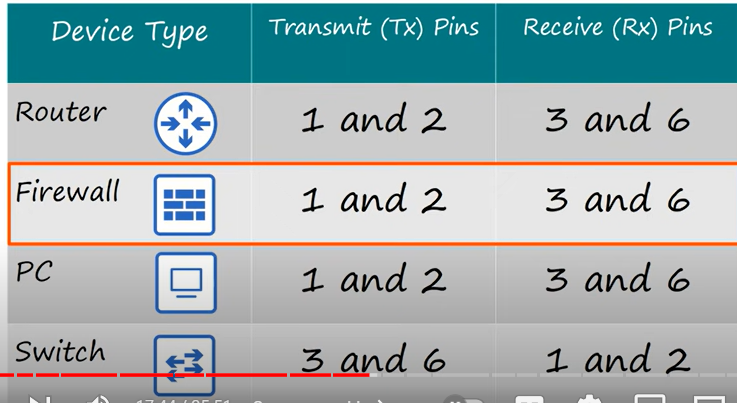 Device Type Transmit (Tx) Pins Receive (Rx) Pins
Router 1 and 2 3 and 6
Firewall 1 and 2 3 and 6
PC 1 and 2 3 and 6
Switch 3 and 6 1 and 2